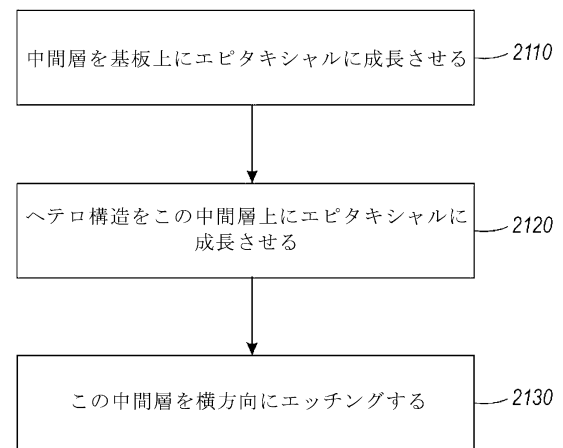 中間層を基板上にエピタキシャルに成長させる
2110
ヘテロ構造をこの中間層上にエピタキシャルに
成長させる
2120
この中間層を横方向にエッチングする
2130